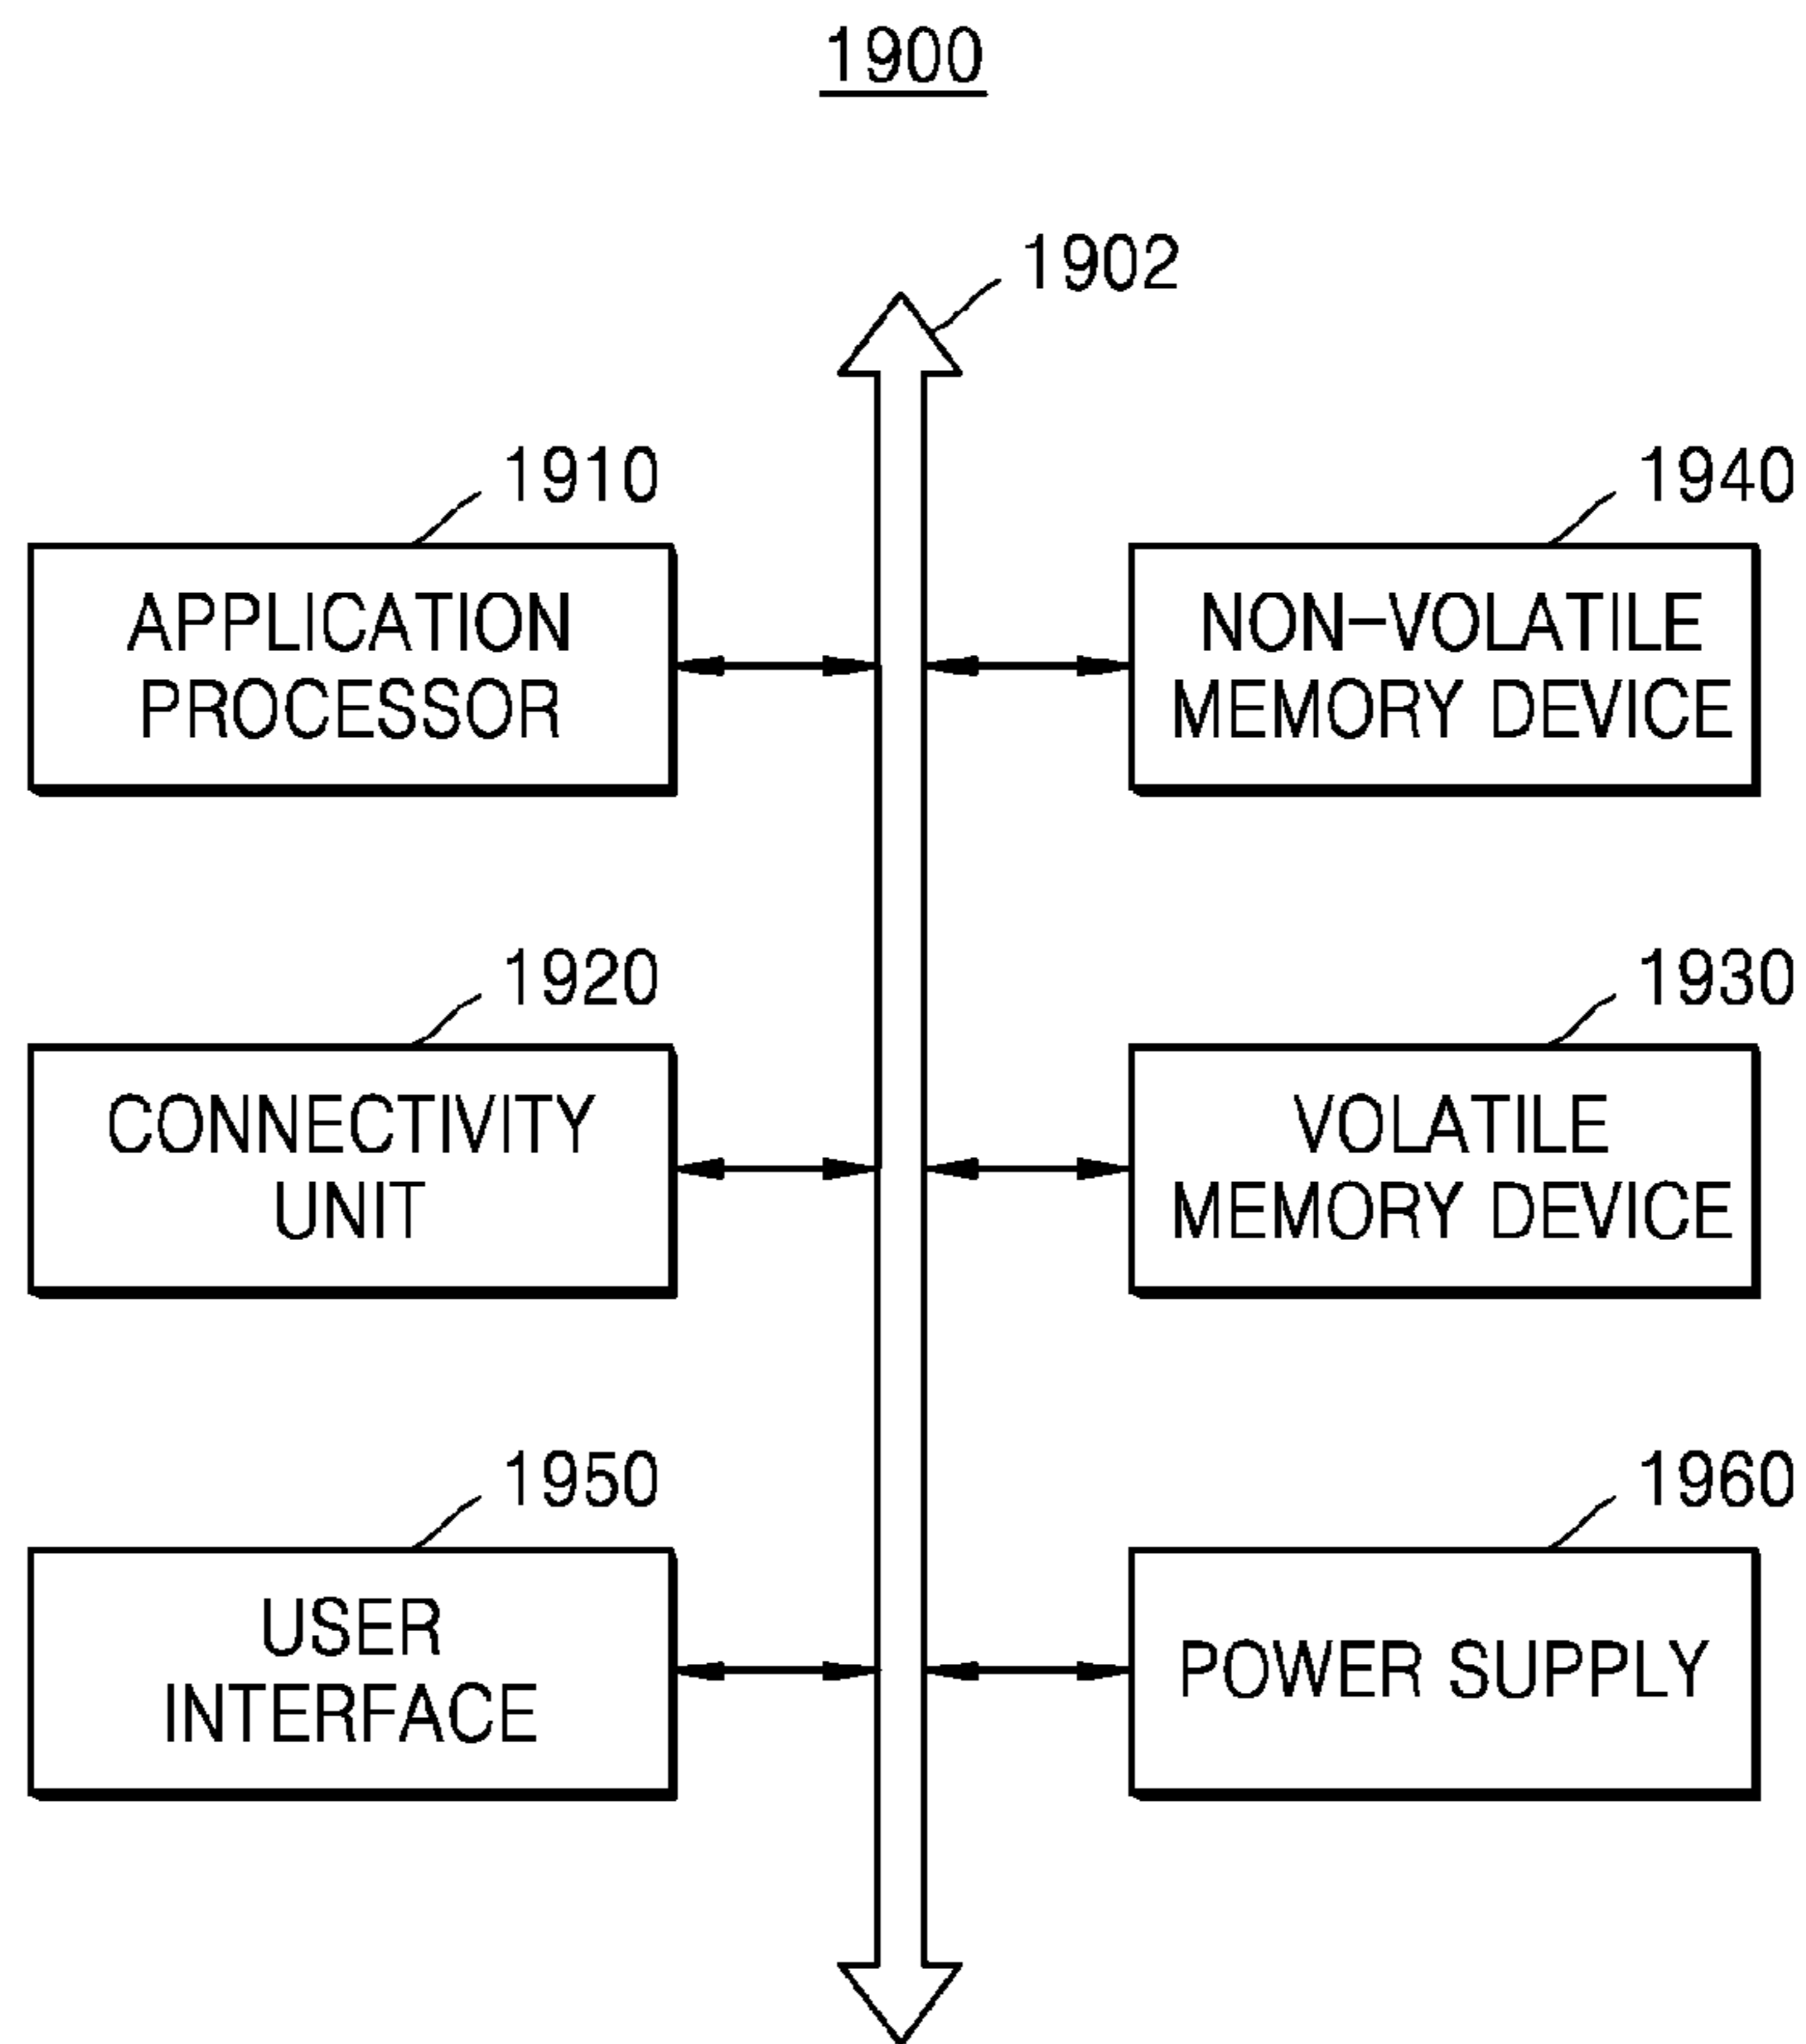 1900
1902
1910
APPLICATION
PROCESSOR
1940
NON-VOLATILE
MEMORY DEVICE
1920
CONNECTIVITY
UNIT
1930
VOLATILE
MEMORY DEVICE
1950
USER
INTERFACE
1960
POWER SUPPLY